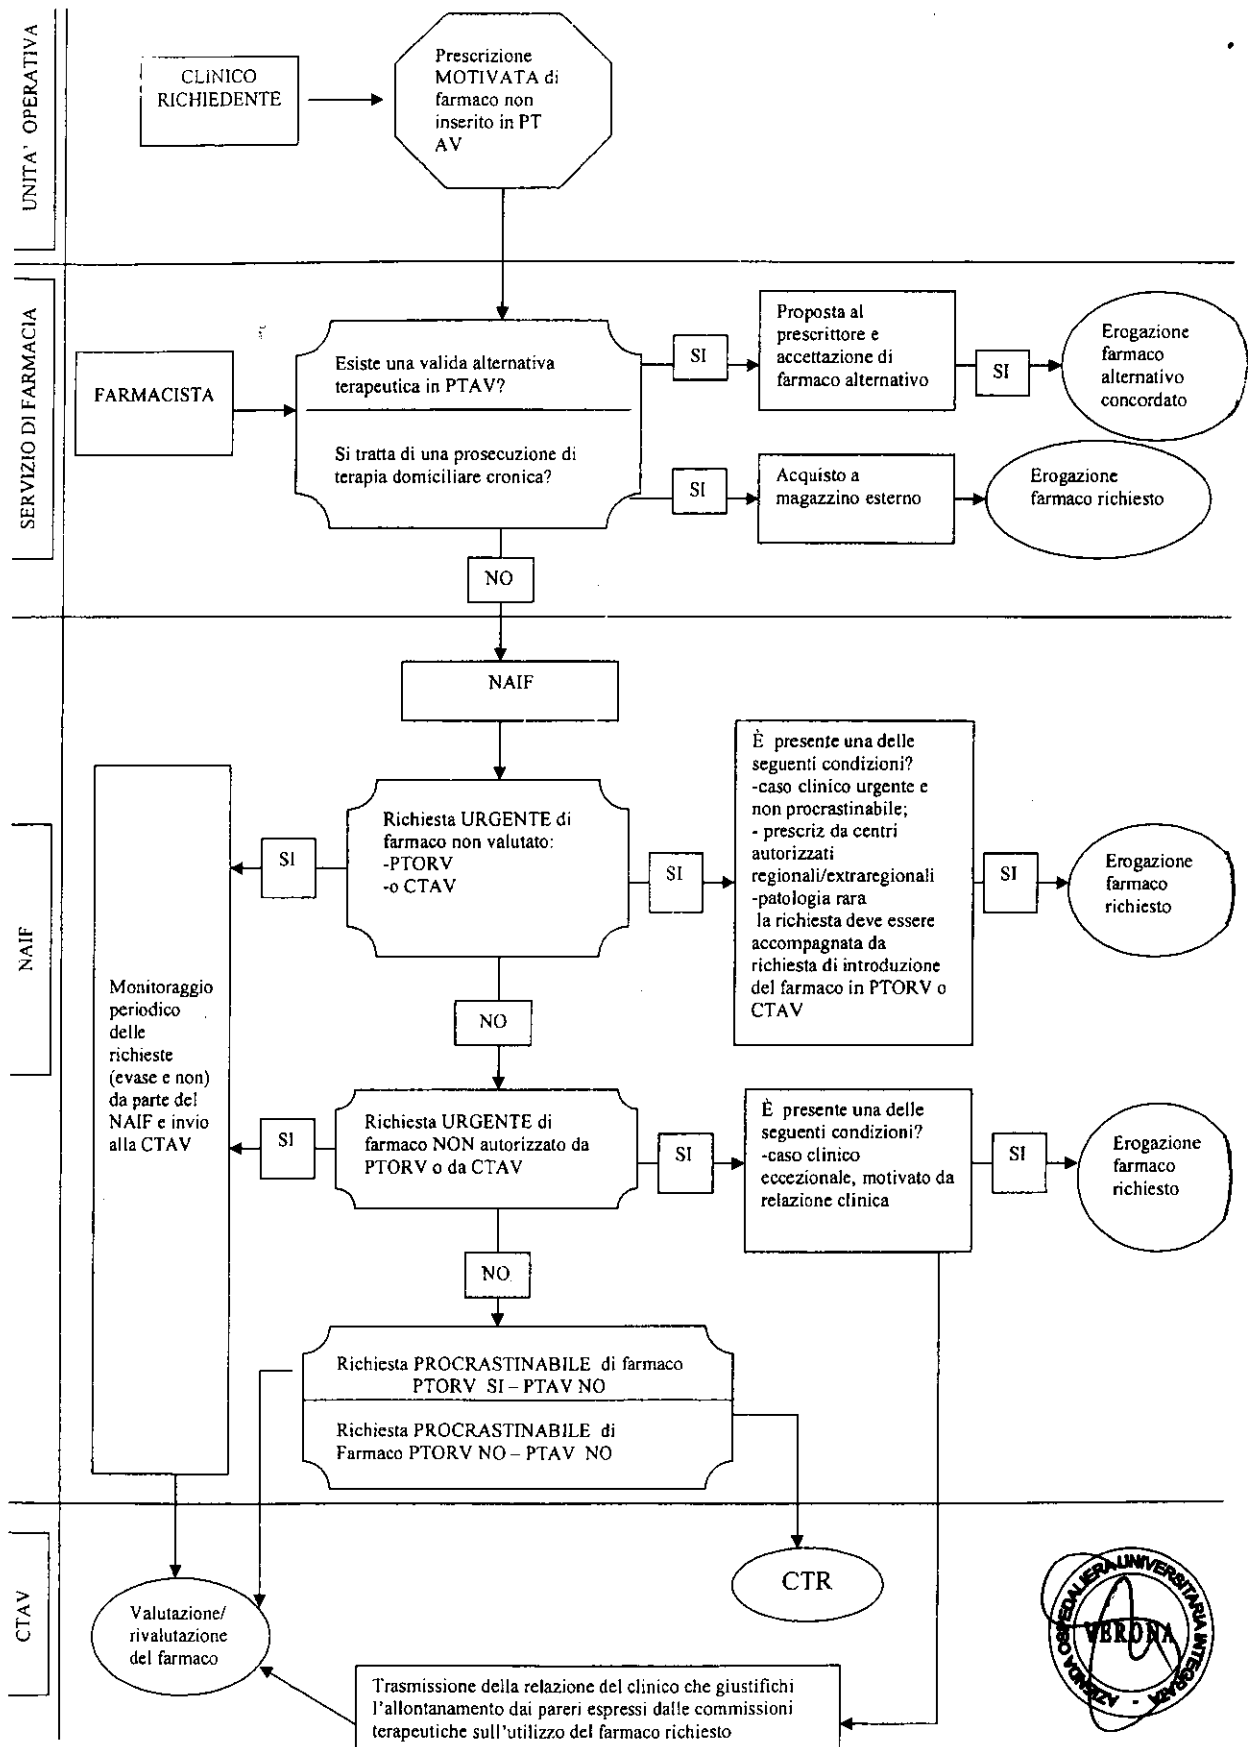 UNITA' OPERATIVA
CLINICO
RICHIEDENTE
Prescrizione
MOTIVATA di
farmaco non
inserito in PT
AV
SERVIZIO DI FARMACIA
FARMACISTA
Esiste una valida alternativa
terapeutica in PTAV?
Si tratta di una prosecuzione di
terapia domiciliare cronica?
SI
Proposta al
prescrittore e
accettazione di
farmaco alternativo
SI
Erogazione
farmaco
alternativo
concordato
SI
Acquisto a
magazzino esterno
Erogazione
farmaco richiesto
NO
NAIF
NAIF
Richiesta URGENTE di
farmaco non valutato:
-PTORV
-o CTAV
SI
SI
È presente una delle
seguenti condizioni?
-caso clinico urgente e
non procrastinabile;
- prescriz da centri
autorizzati
regionali/extraregionali
-patologia rara
la richiesta deve essere
accompagnata da
richiesta di introduzione
del farmaco in PTORV o
CTAV
SI
Erogazione
farmaco
richiesto
Monitoraggio
periodico
delle
richieste
(evase e non)
da parte del
NAIF e invio
alla CTAV
NO
SI
Richiesta URGENTE di
farmaco NON autorizzato da
PTORV o da CTAV
SI
È presente una delle
seguenti condizioni?
-caso clinico
eccezionale, motivato da
relazione clinica
SI
Erogazione
farmaco
richiesto
NO
Richiesta PROCRASTINABILE di farmaco
PTORV SI – PTAV NO
Richiesta PROCRASTINABILE di
Farmaco PTORV NO – PTAV NO
CTAV
CTR
Valutazione/
rivalutazione
del farmaco
Trasmissione della relazione del clinico che giustifichi
l'allontanamento dai pareri espressi dalle commissioni
terapeutiche sull'utilizzo del farmaco richiesto
AZIENDA OSPEDALIERA UNIVERSITARIA INTEGRATA -
VERONA